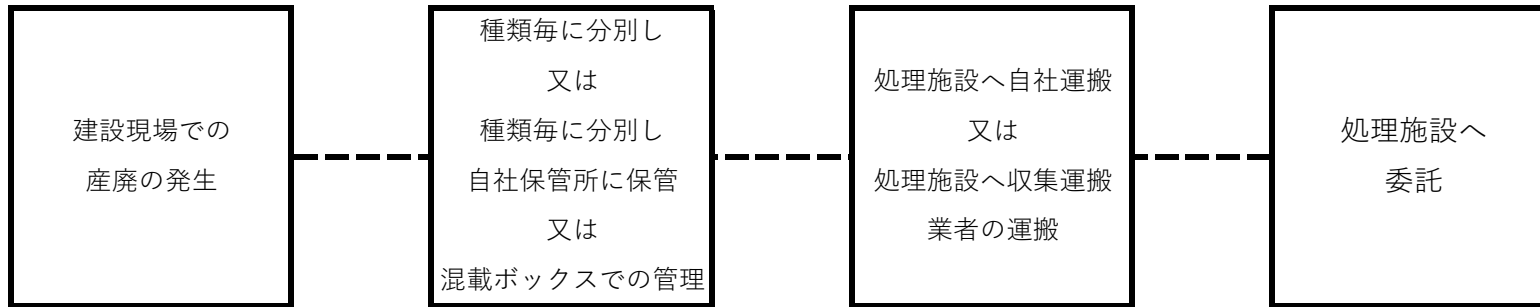 建設現場での
産廃の発生
種類毎に分別し
又は
種類毎に分別し
自社保管所に保管
又は
混載ボックスでの管理
処理施設へ自社運搬
又は
処理施設へ収集運搬
業者の運搬
処理施設へ
委託